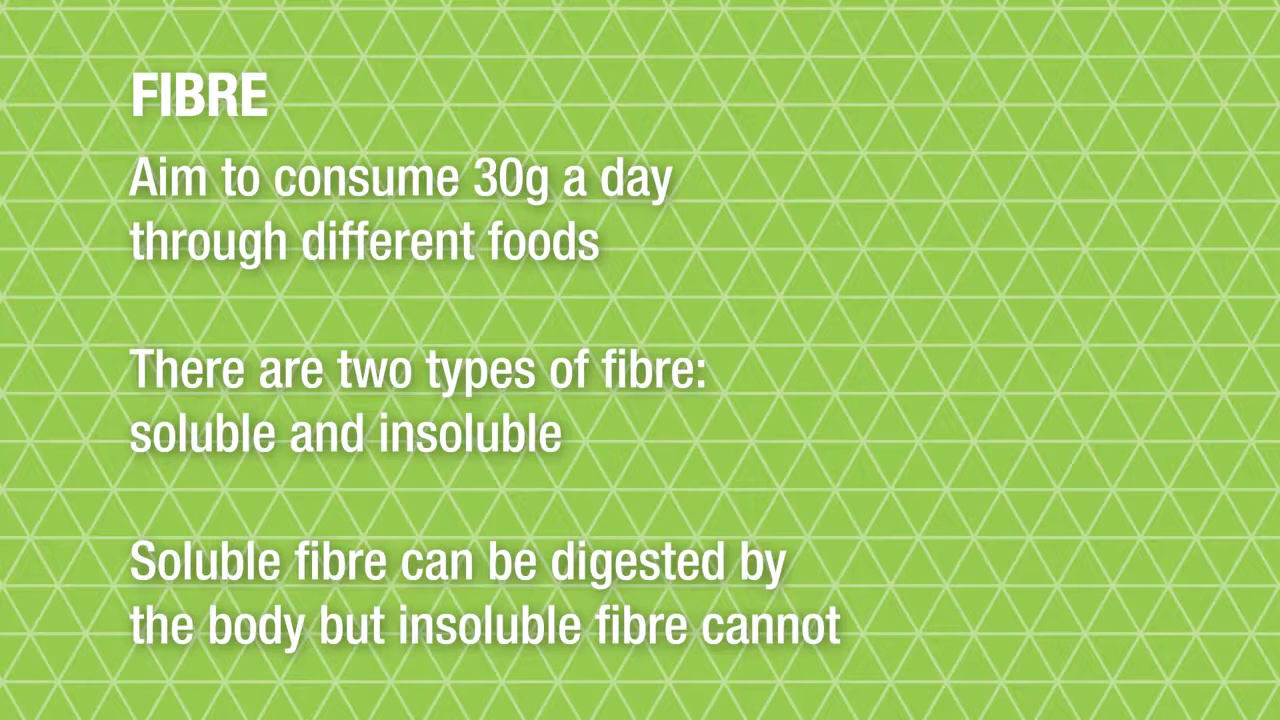 FIBRE
Aim to consume 30g a day
through different foods
There are two types of fibre:
soluble and insoluble
Soluble fibre can be digested by
the body but insoluble fibre cannot